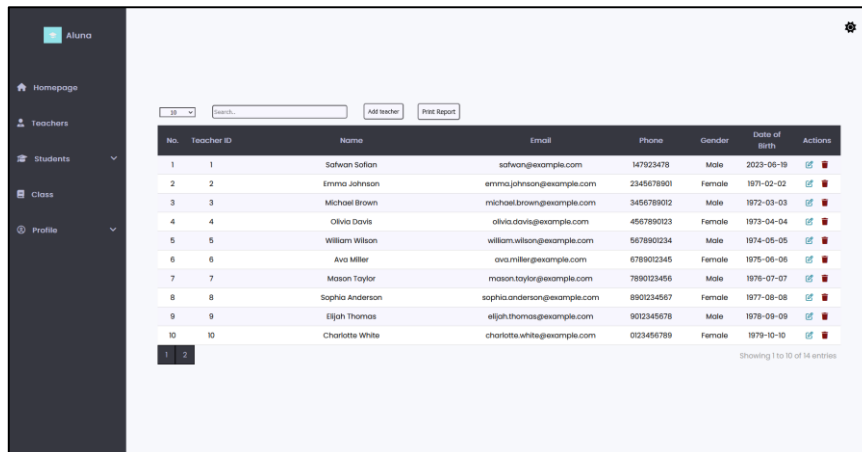 Aluna
Homepage
Teachers
Students
Class
Profile
10 Search... Add teacher Print Report
No. Teacher ID Name Email Phone Gender Date of Birth Actions
1 1 Safwan Sofian safwan@example.com 147923478 Male 2023-06-19
2 2 Emma Johnson emma.johnson@example.com 2345678901 Female 1971-02-02
3 3 Michael Brown michael.brown@example.com 3456789012 Male 1972-03-03
4 4 Olivia Davis olivia.davis@example.com 4567890123 Female 1973-04-04
5 5 William Wilson william.wilson@example.com 5678901234 Male 1974-05-05
6 6 Ava Miller ava.miller@example.com 6789012345 Female 1975-06-06
7 7 Mason Taylor mason.taylor@example.com 7890123456 Male 1976-07-07
8 8 Sophia Anderson sophia.anderson@example.com 8901234567 Female 1977-08-08
9 9 Elijah Thomas elijah.thomas@example.com 9012345678 Male 1978-09-09
10 10 Charlotte White charlotte.white@example.com 0123456789 Female 1979-10-10
1 2 Showing 1 to 10 of 14 entries